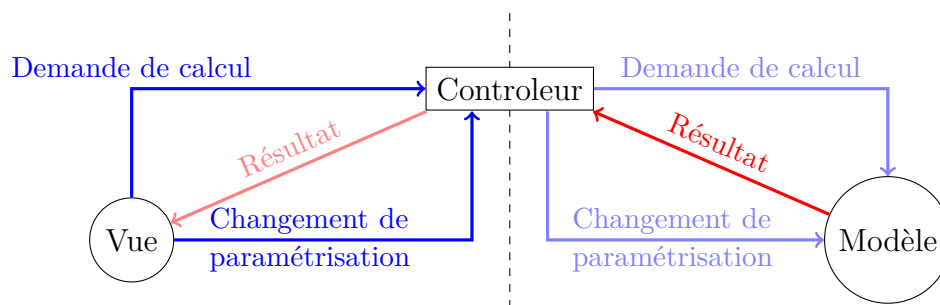 Demande de calcul
Demande de calcul
Controleur
Résultat
Résultat
Changement de
paramétrisation
Changement de
paramétrisation
Vue
Modèle